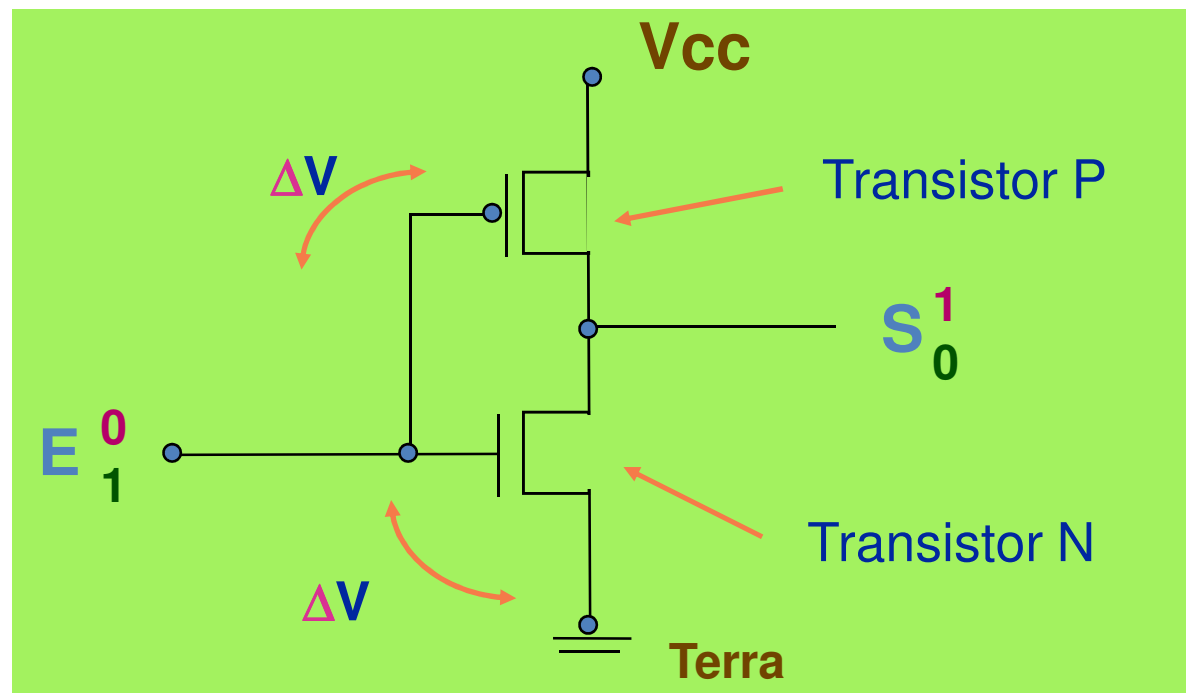 Vcc
ΔV
Transistor P
S 1
0
E 0
1
Transistor N
ΔV
Terra